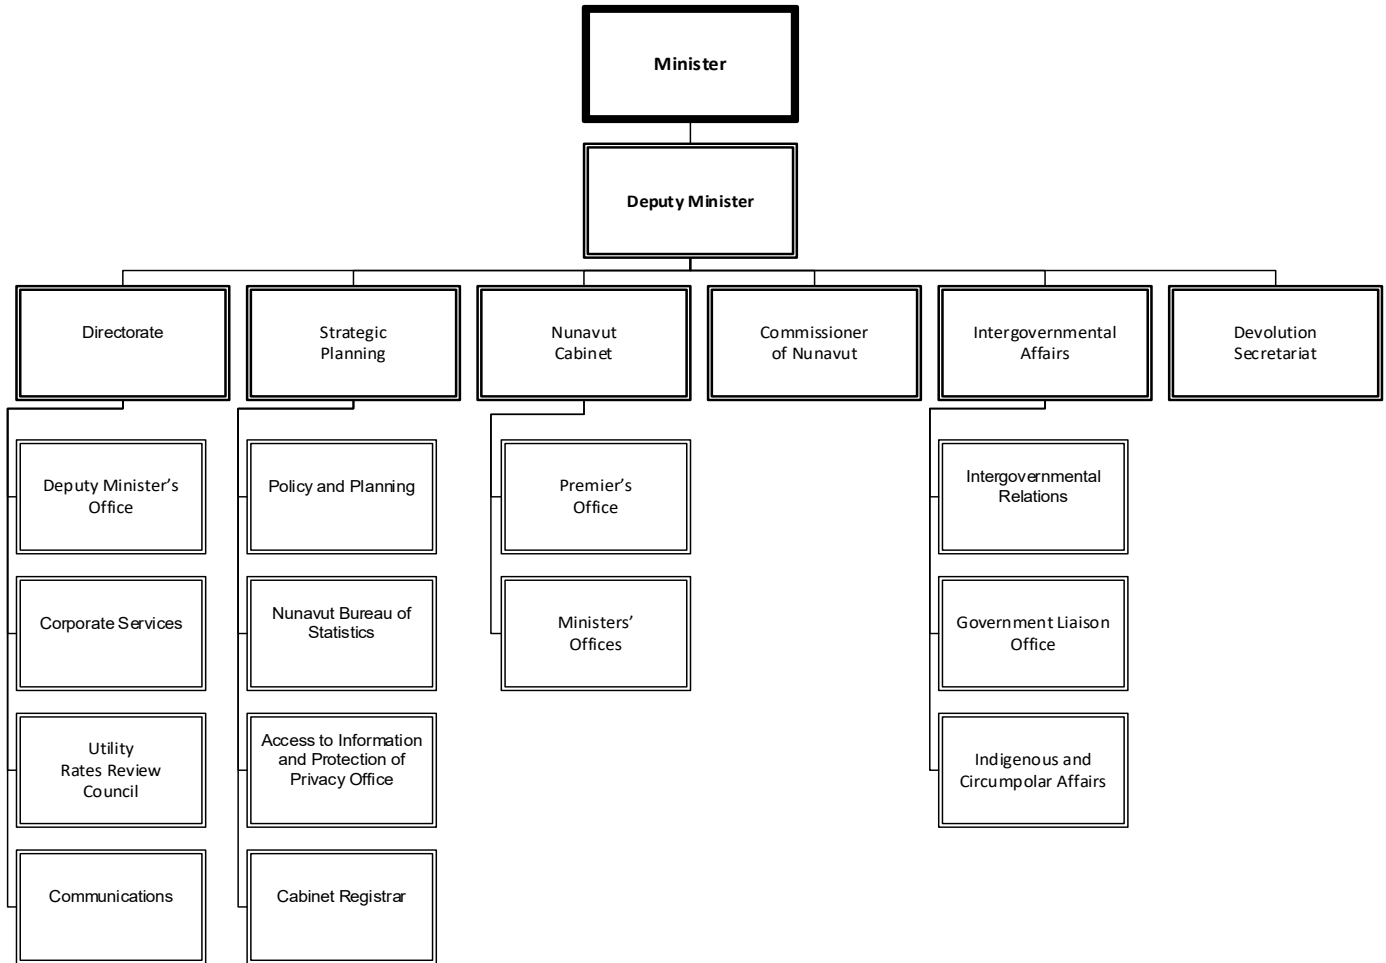 Minister
Deputy Minister
Directorate
Strategic
Planning
Nunavut
Cabinet
Commissioner
of Nunavut
Intergovernmental
Affairs
Devolution
Secretariat
Deputy Minister’s
Office
Policy and Planning
Premier’s
Office
Intergovernmental
Relations
Corporate Services
Nunavut Bureau of
Statistics
Ministers’
Offices
Government Liaison
Office
Utility
Rates Review
Council
Access to Information
and Protection of
Privacy Office
Indigenous and
Circumpolar Affairs
Communications
Cabinet Registrar